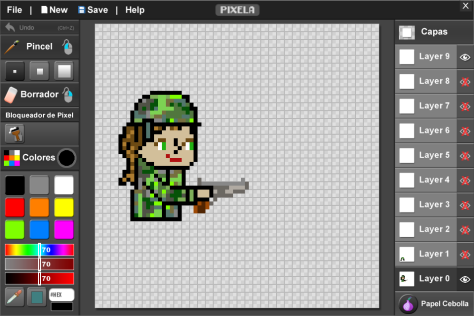 File | New Save | Help
PIXELA
X
Undo (Ctrl-Z)
Pincel
Borrador
Bloqueador de Pixel
Colores
70
70
70
#HEX
Capas
Layer 9
Layer 8
Layer 7
Layer 6
Layer 5
Layer 4
Layer 3
Layer 2
Layer 1
Layer 0
Papel Cebolla